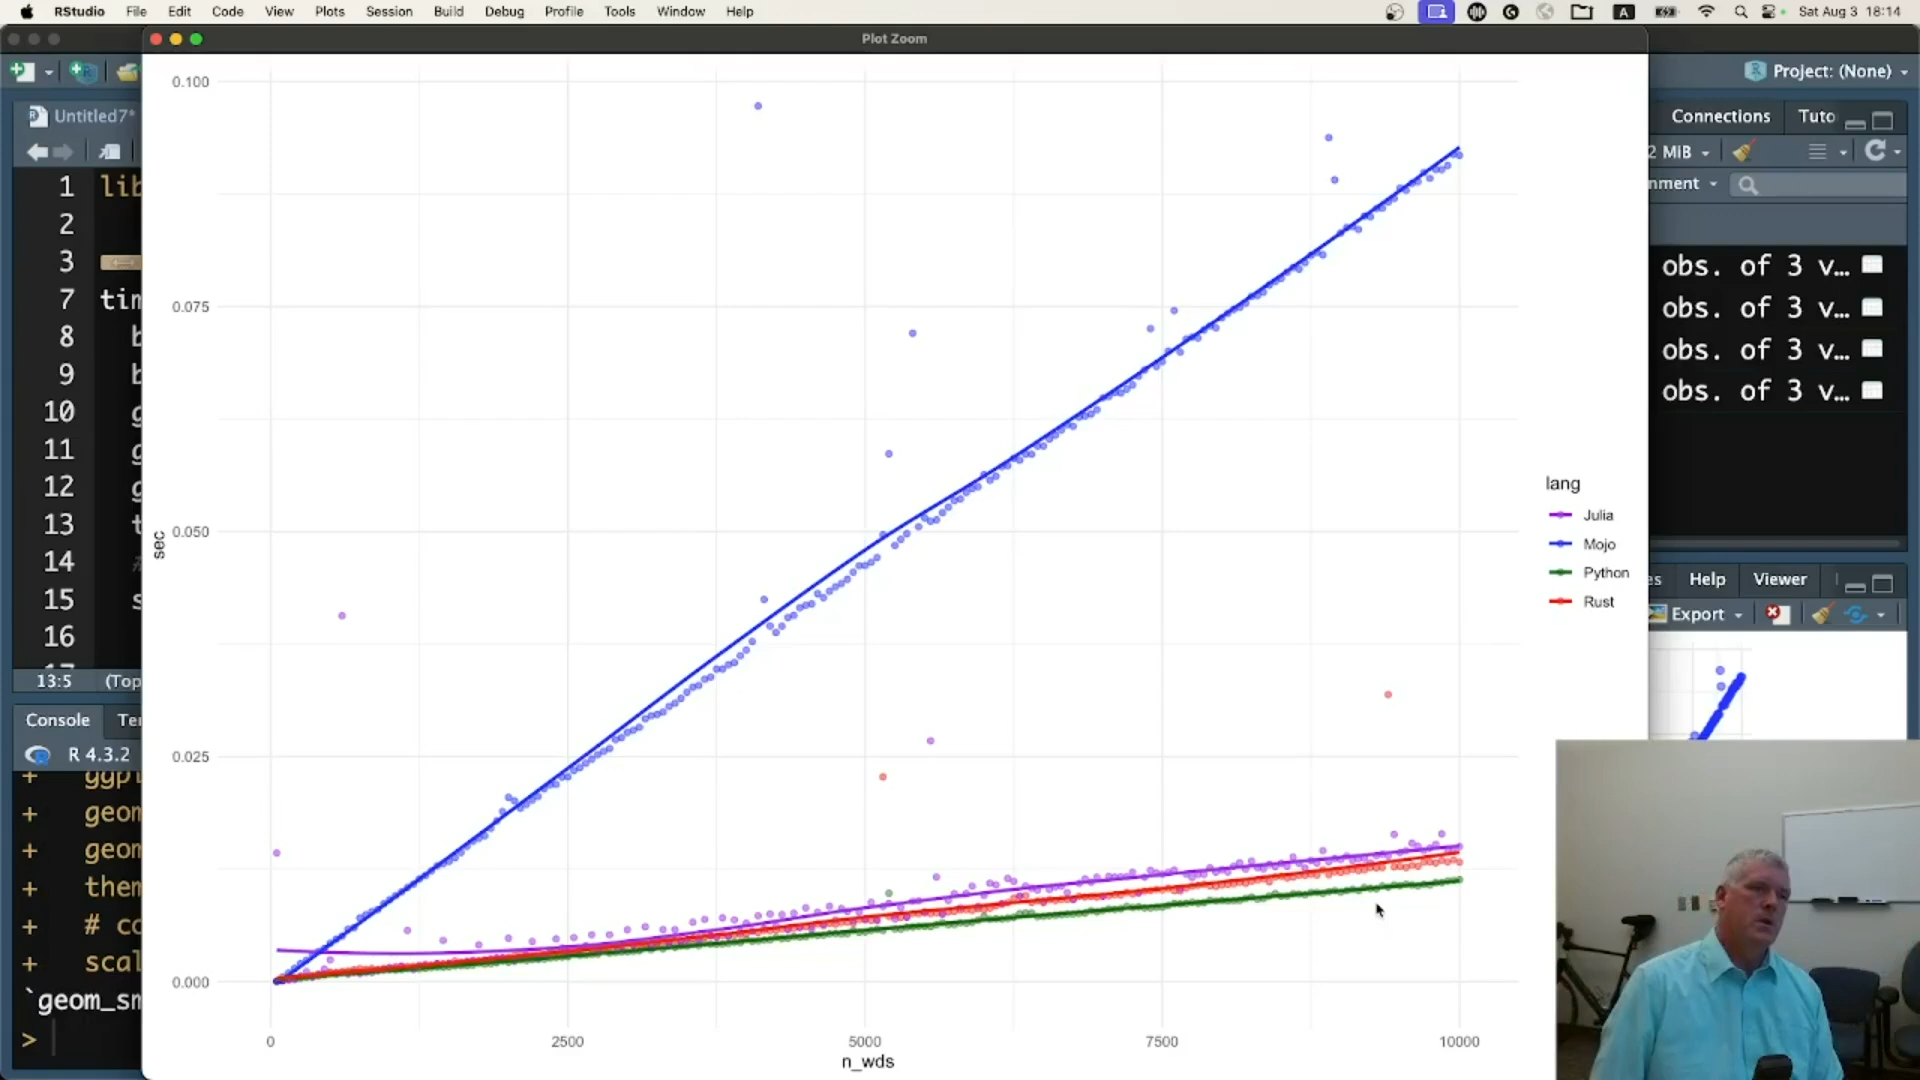 RStudio File Edit Code View Plots Session Build Debug Profile Tools Window Help
A Sat Aug 3 18:14
Plot Zoom
Project: (None)
Untitled7*
Connections Tuto
2 MiB
nment
1 lib
2
3
7 tim
8 b
9 b
10 g
11 g
12 g
13 t
14 #
15 s
16
13:5 (Top
obs. of 3 v…
obs. of 3 v…
obs. of 3 v…
obs. of 3 v…
es Help Viewer
Export
Console Ter
R 4.3.2
+ ggpl
+ geom
+ geom
+ them
+ # co
+ scal
`geom_sm
>
0.100
0.075
0.050
0.025
0.000
sec
0 2500 5000 7500 10000
n_wds
lang
Julia
Mojo
Python
Rust